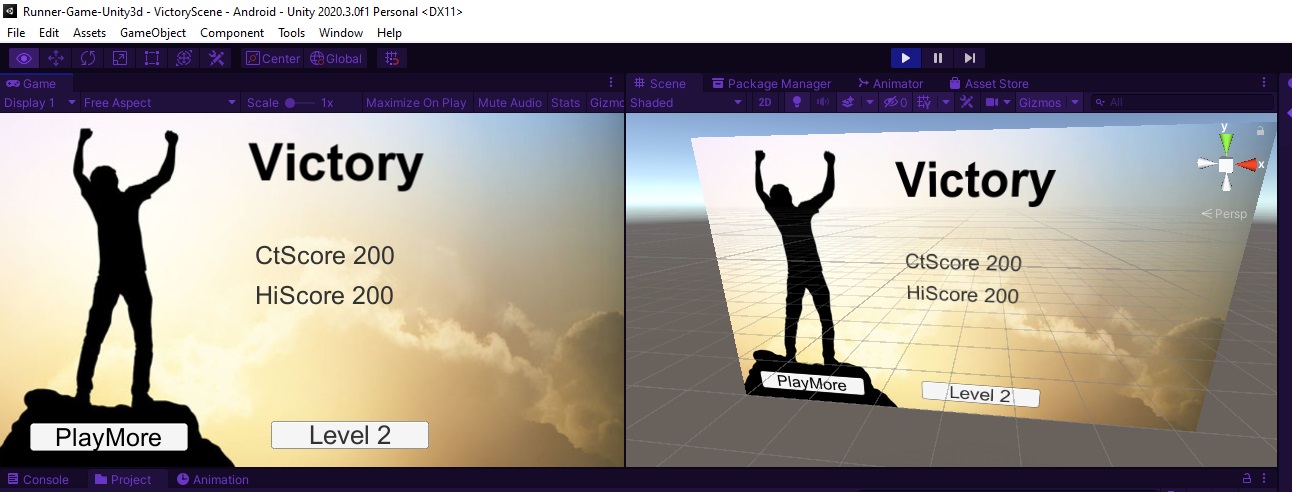 Runner-Game-Unity3d - VictoryScene - Android - Unity 2020.3.0f1 Personal <DX11>
File Edit Assets GameObject Component Tools Window Help
Center Global
Game
Display 1 Free Aspect Scale 1x Maximize On Play Mute Audio Stats Gizmo
Victory
CtScore 200
HiScore 200
PlayMore Level 2
Scene Package Manager Animator Asset Store
Shaded 2D 0 Gizmos All
y
x
Persp
Victory
CtScore 200
HiScore 200
PlayMore Level 2
Console Project Animation